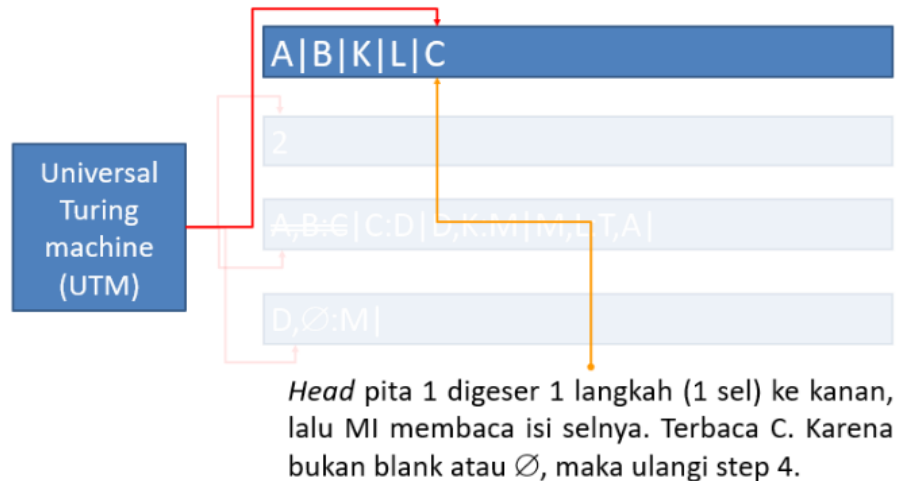 A|B|K|L|C
2
Universal
Turing
machine
(UTM)
A,B:C|C:D|D,K:M|M,L:T,A|
D,∅:M|
Head pita 1 digeser 1 langkah (1 sel) ke kanan,
lalu MI membaca isi selnya. Terbaca C. Karena
bukan blank atau ∅, maka ulangi step 4.